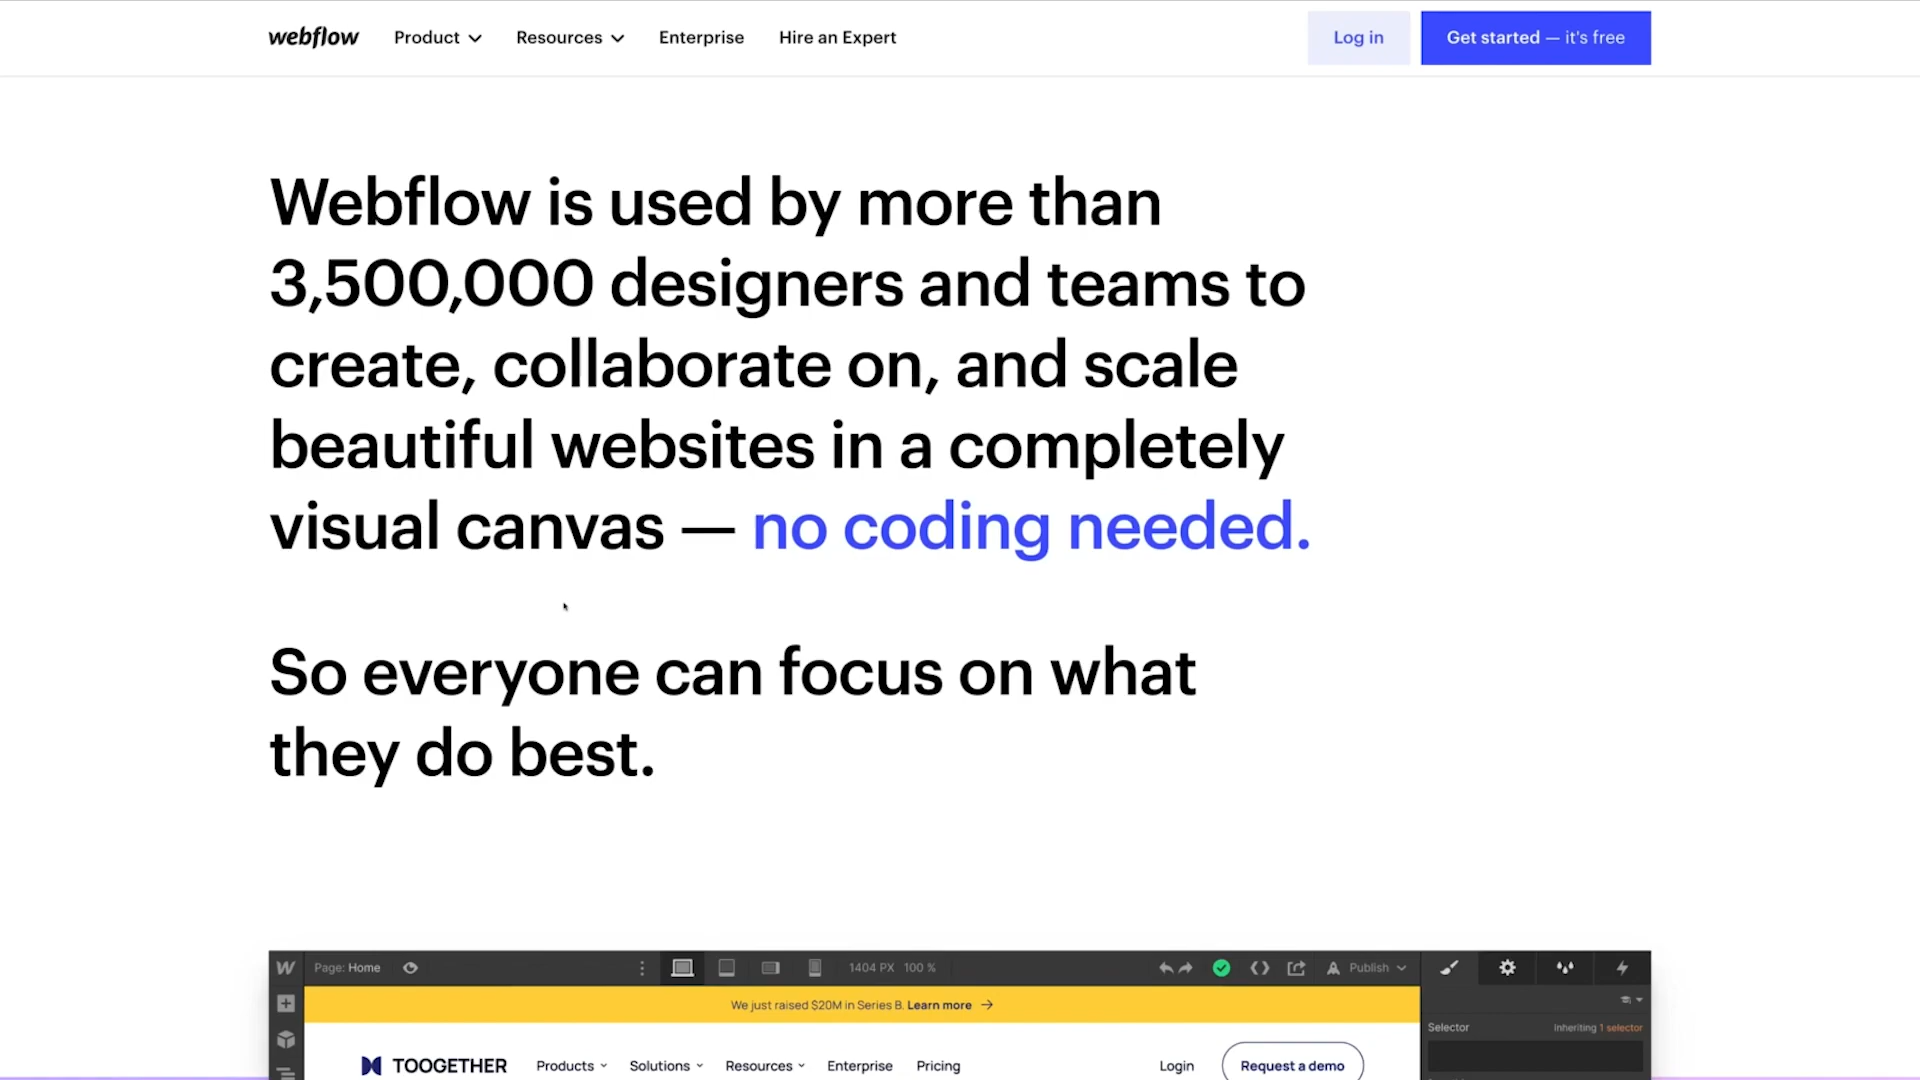 webflow Product Resources Enterprise Hire an Expert Log in Get started — it's free
Webflow is used by more than
3,500,000 designers and teams to
create, collaborate on, and scale
beautiful websites in a completely
visual canvas — no coding needed.
So everyone can focus on what
they do best.
W Page: Home 1404 PX 100 % Publish
We just raised $20M in Series B. Learn more →
Selector Inheriting 1 selector
TOOGETHER Products Solutions Resources Enterprise Pricing Login Request a demo